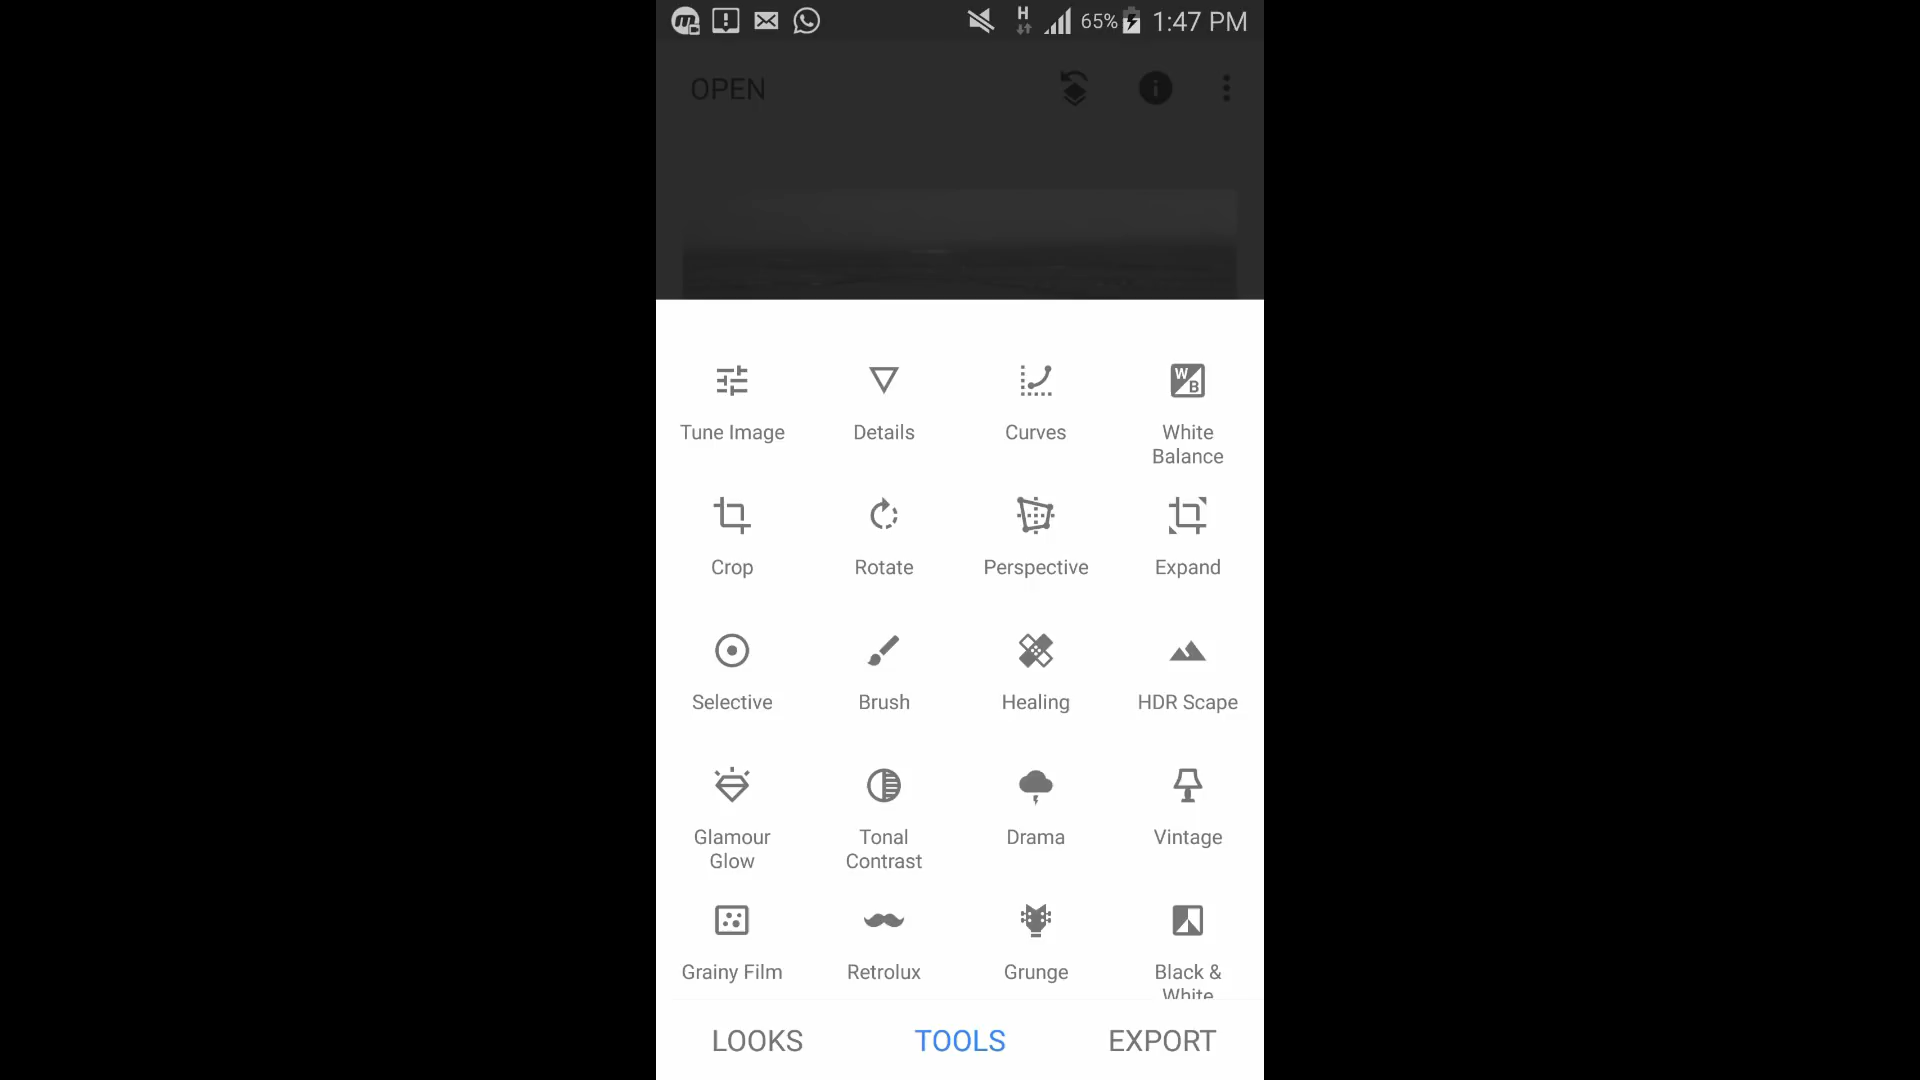 H 65% 1:47 PM
OPEN
Tune Image Details Curves White
Balance
Crop Rotate Perspective Expand
Selective Brush Healing HDR Scape
Glamour Tonal Drama Vintage
Glow Contrast
Grainy Film Retrolux Grunge Black &
White
LOOKS TOOLS EXPORT